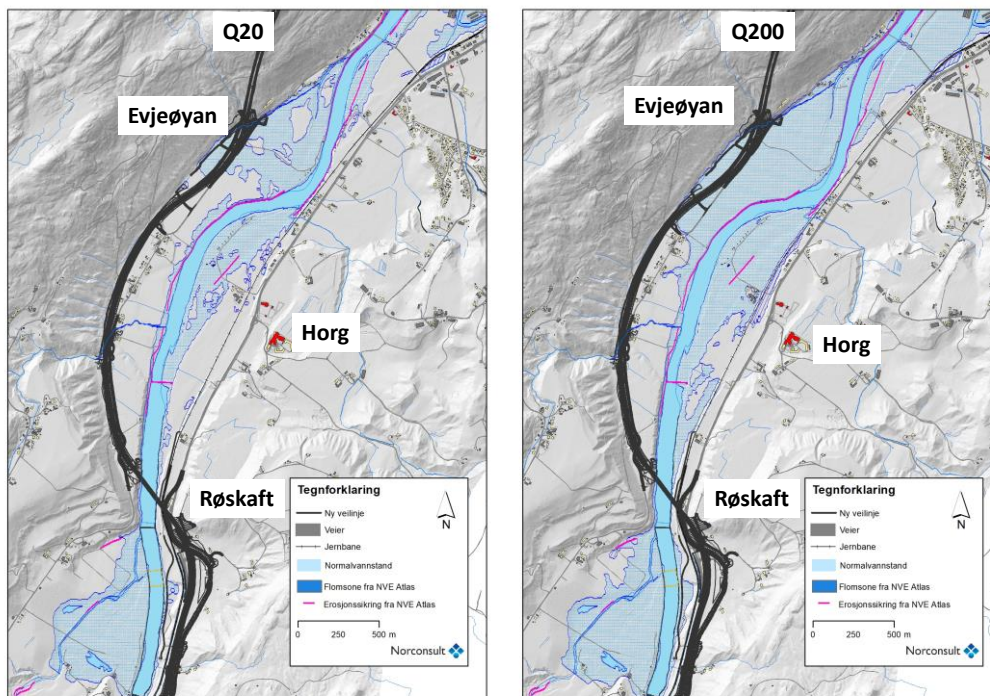 Q20
Evjeøyan
Horg
Røskaft
Tegnforklaring
Ny veilinje
Veier
Jernbane
Normalvannstand
Flomsone fra NVE Atlas
Erosjonssikring fra NVE Atlas
N
0 250 500 m
Norconsult
Q200
Evjeøyan
Horg
Røskaft
Tegnforklaring
Ny veilinje
Veier
Jernbane
Normalvannstand
Flomsone fra NVE Atlas
Erosjonssikring fra NVE Atlas
N
0 250 500 m
Norconsult